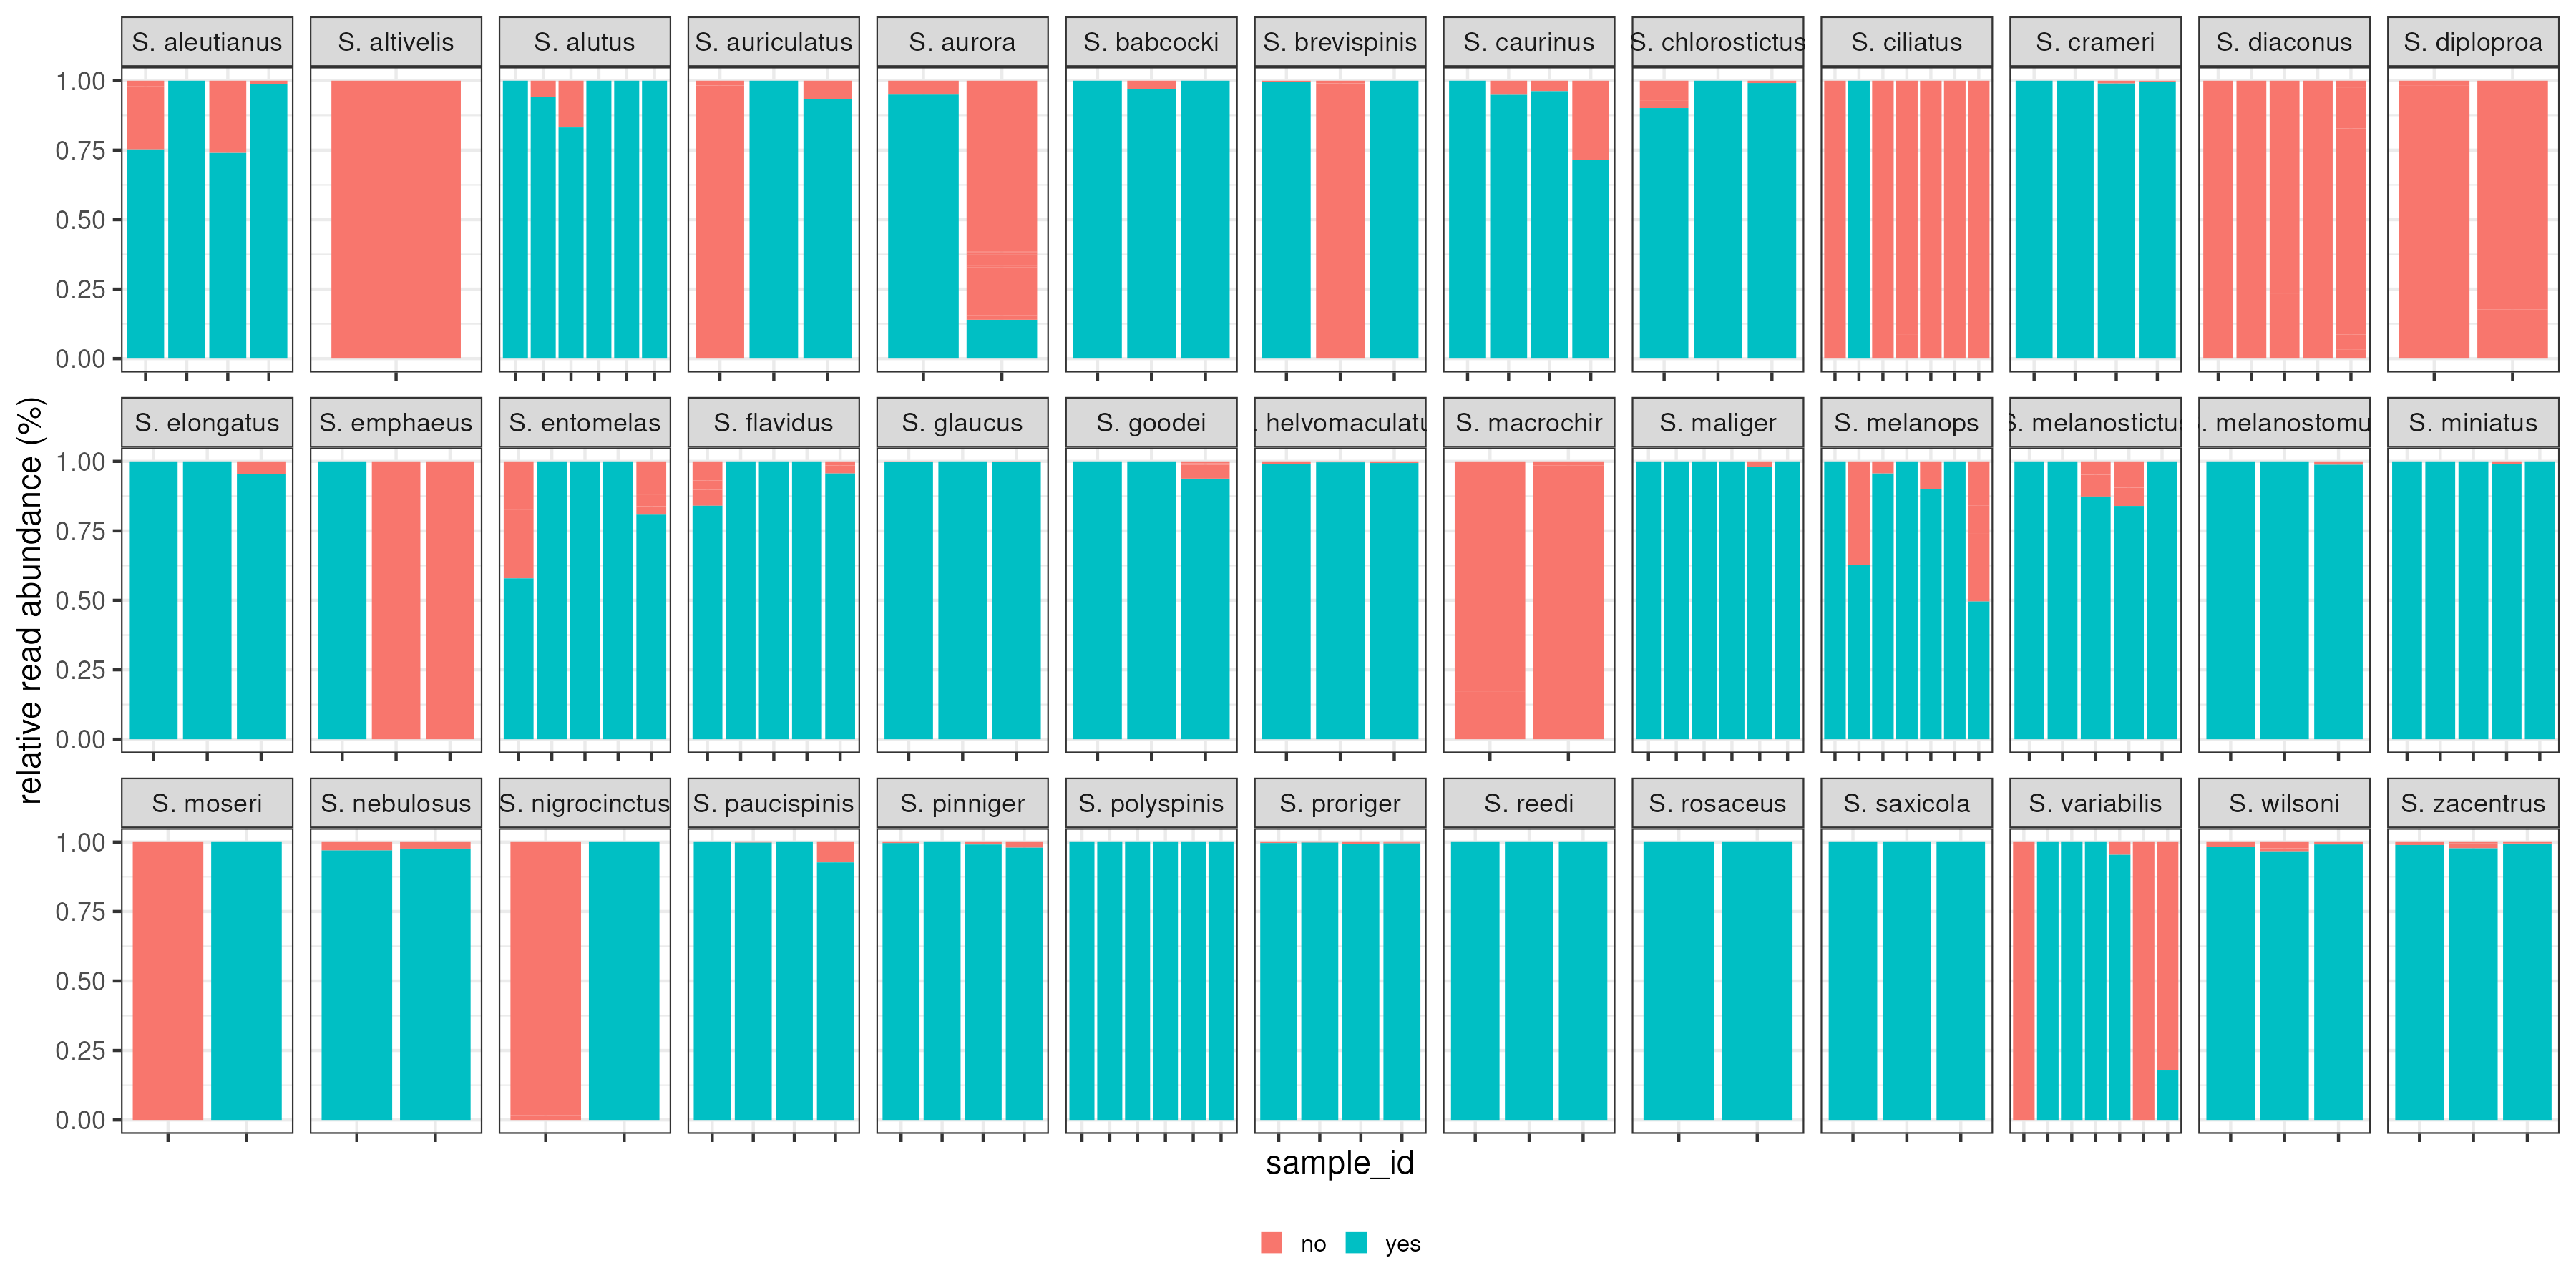 S. aleutianus S. altivelis S. alutus S. auriculatus S. aurora S. babcocki S. brevispinis S. caurinus S. chlorostictus S. ciliatus S. crameri S. diaconus S. diploproa
1.00
0.75
0.50
0.25
0.00
S. elongatus S. emphaeus S. entomelas S. flavidus S. glaucus S. goodei . helvomaculatu S. macrochir S. maliger S. melanops S. melanostictus . melanostomu S. miniatus
1.00
0.75
0.50
0.25
0.00
relative read abundance (%)
S. moseri S. nebulosus S. nigrocinctus S. paucispinis S. pinniger S. polyspinis S. proriger S. reedi S. rosaceus S. saxicola S. variabilis S. wilsoni S. zacentrus
1.00
0.75
0.50
0.25
0.00
sample_id
no yes